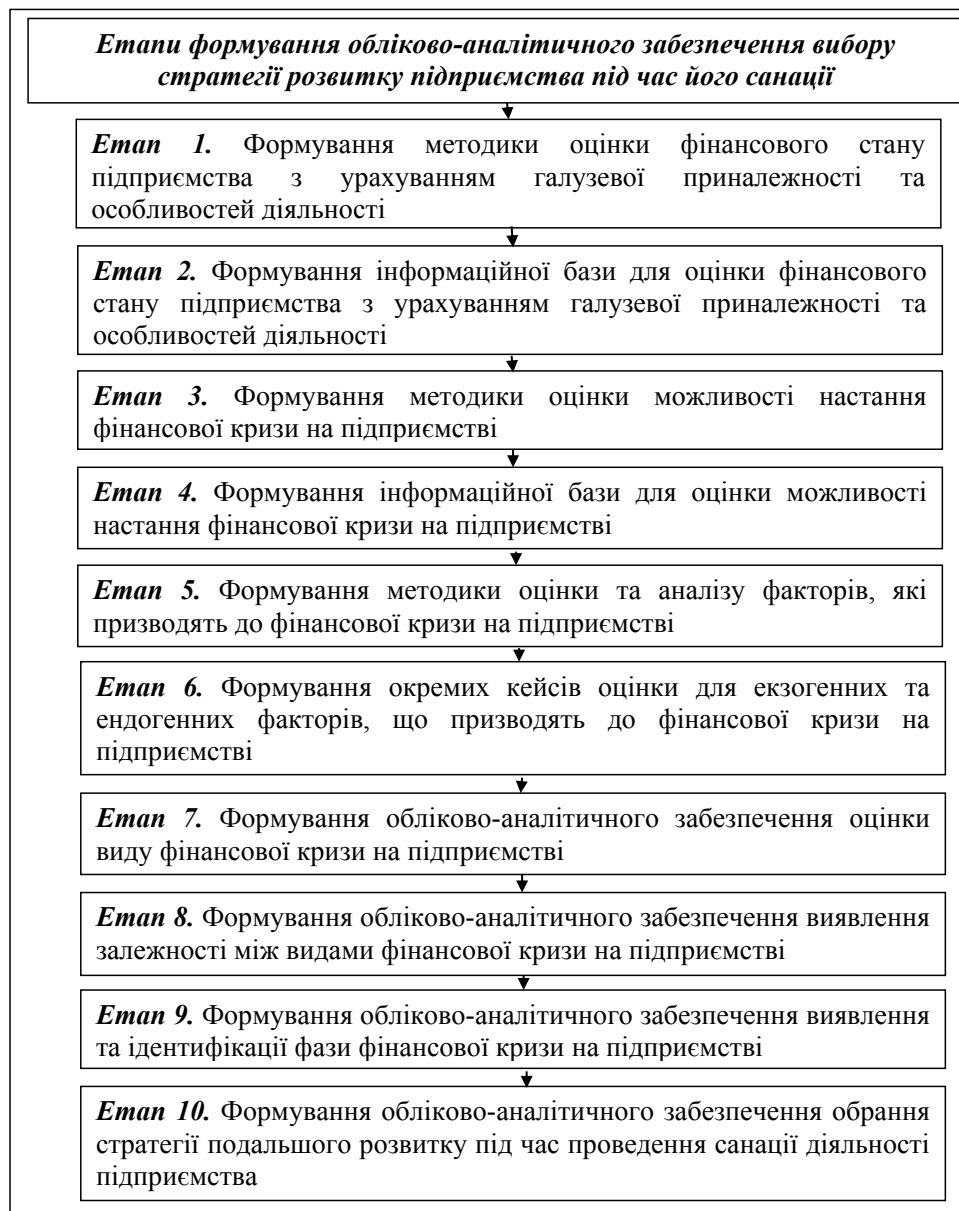 Етапи формування обліково-аналітичного забезпечення вибору
стратегії розвитку підприємства під час його санації
Етап 1. Формування методики оцінки фінансового стану
підприємства з урахуванням галузевої приналежності та
особливостей діяльності
Етап 2. Формування інформаційної бази для оцінки фінансового
стану підприємства з урахуванням галузевої приналежності та
особливостей діяльності
Етап 3. Формування методики оцінки можливості настання
фінансової кризи на підприємстві
Етап 4. Формування інформаційної бази для оцінки можливості
настання фінансової кризи на підприємстві
Етап 5. Формування методики оцінки та аналізу факторів, які
призводять до фінансової кризи на підприємстві
Етап 6. Формування окремих кейсів оцінки для екзогенних та
ендогенних факторів, що призводять до фінансової кризи на
підприємстві
Етап 7. Формування обліково-аналітичного забезпечення оцінки
виду фінансової кризи на підприємстві
Етап 8. Формування обліково-аналітичного забезпечення виявлення
залежності між видами фінансової кризи на підприємстві
Етап 9. Формування обліково-аналітичного забезпечення виявлення
та ідентифікації фази фінансової кризи на підприємстві
Етап 10. Формування обліково-аналітичного забезпечення обрання
стратегії подальшого розвитку під час проведення санації діяльності
підприємства